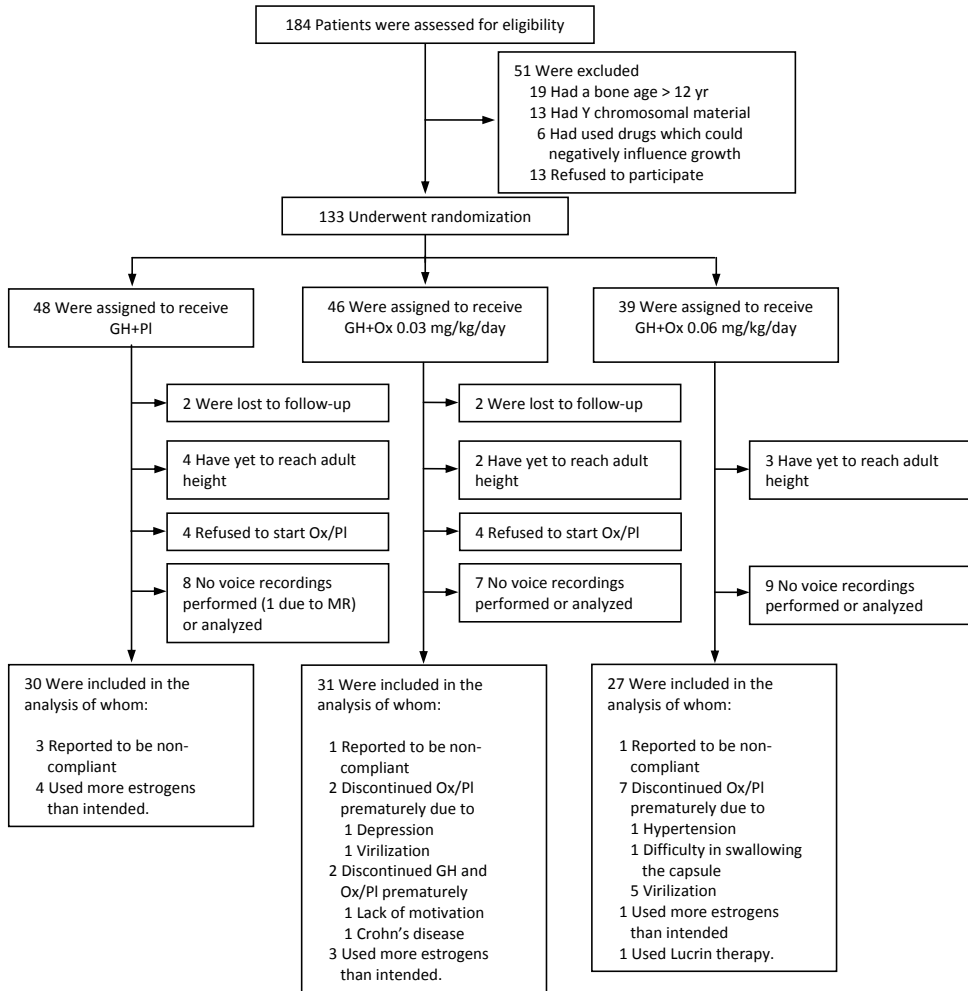 184 Patients were assessed for eligibility
51 Were excluded
19 Had a bone age > 12 yr
13 Had Y chromosomal material
6 Had used drugs which could
negatively influence growth
13 Refused to participate
133 Underwent randomization
48 Were assigned to receive
GH+Pl
46 Were assigned to receive
GH+Ox 0.03 mg/kg/day
39 Were assigned to receive
GH+Ox 0.06 mg/kg/day
2 Were lost to follow-up
2 Were lost to follow-up
4 Have yet to reach adult
height
2 Have yet to reach adult
height
3 Have yet to reach adult
height
4 Refused to start Ox/Pl
4 Refused to start Ox/Pl
8 No voice recordings
performed (1 due to MR)
or analyzed
7 No voice recordings
performed or analyzed
9 No voice recordings
performed or analyzed
30 Were included in the
analysis of whom:
3 Reported to be non-
compliant
4 Used more estrogens
than intended.
31 Were included in the
analysis of whom:
1 Reported to be non-
compliant
2 Discontinued Ox/Pl
prematurely due to
1 Depression
1 Virilization
2 Discontinued GH and
Ox/Pl prematurely
1 Lack of motivation
1 Crohn's disease
3 Used more estrogens
than intended.
27 Were included in the
analysis of whom:
1 Reported to be non-
compliant
7 Discontinued Ox/Pl
prematurely due to
1 Hypertension
1 Difficulty in swallowing
the capsule
5 Virilization
1 Used more estrogens
than intended
1 Used Lucrin therapy.